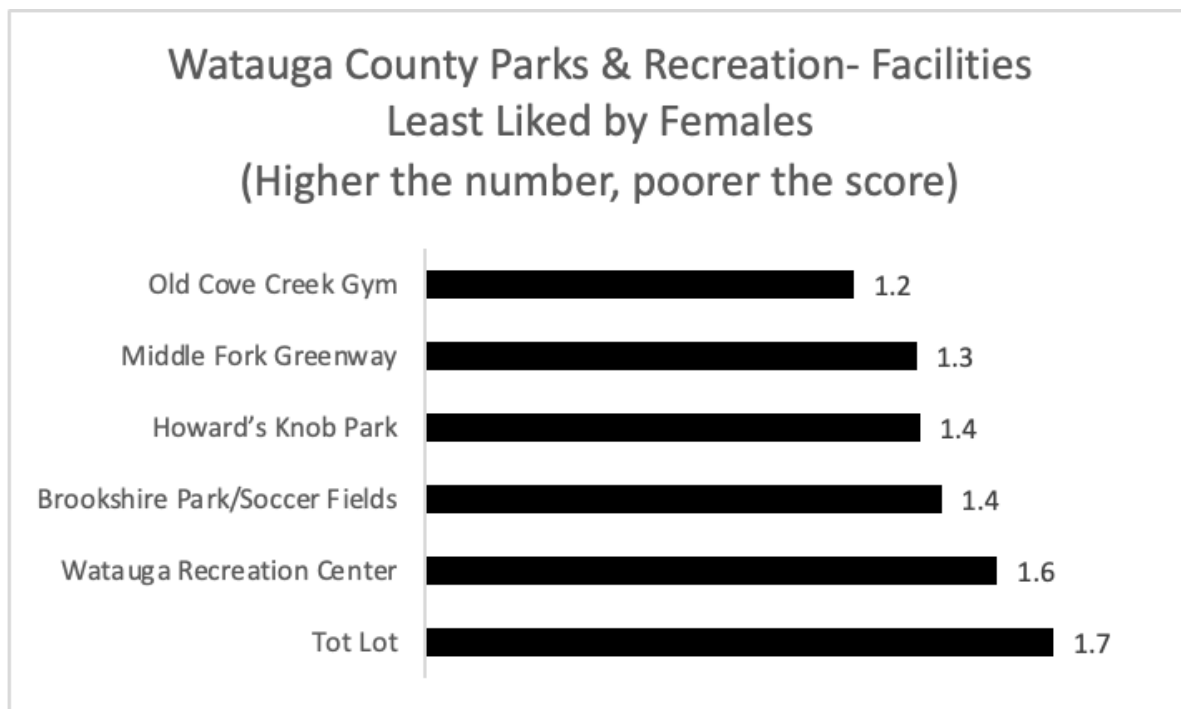 Watauga County Parks & Recreation- Facilities
Least Liked by Females
(Higher the number, poorer the score)
Old Cove Creek Gym 1.2
Middle Fork Greenway 1.3
Howard’s Knob Park 1.4
Brookshire Park/Soccer Fields 1.4
Watauga Recreation Center 1.6
Tot Lot 1.7